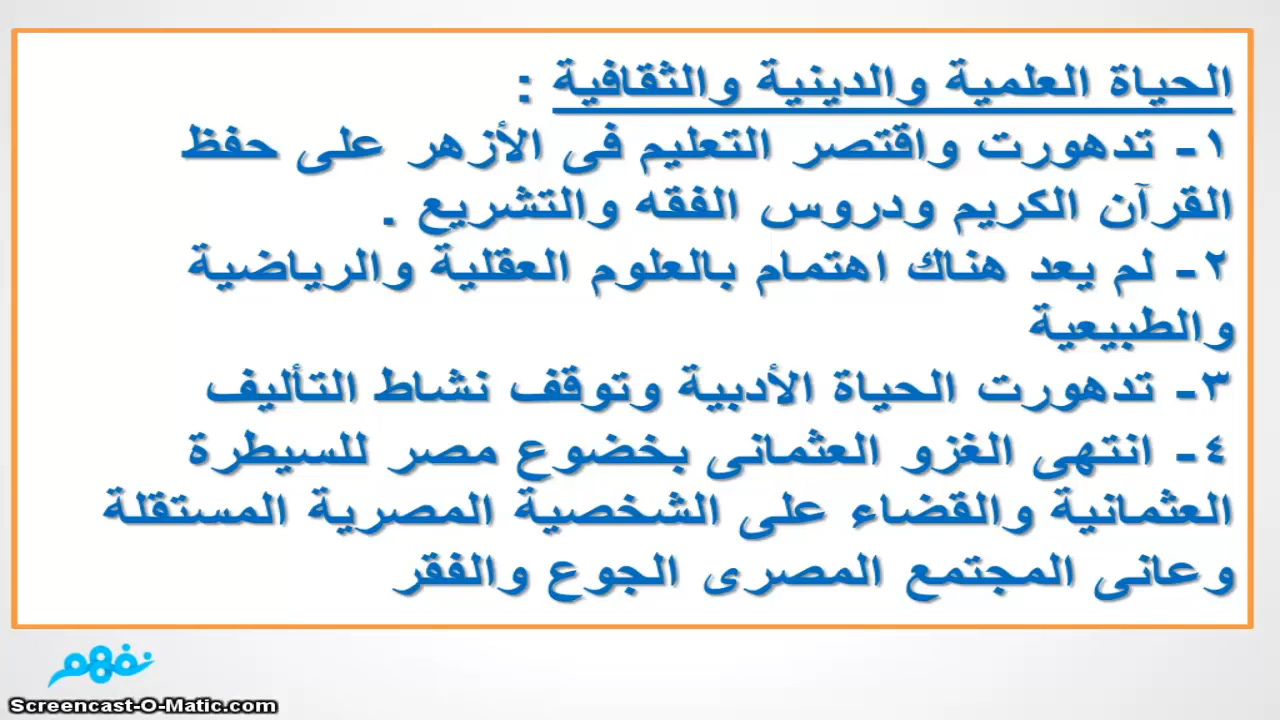 الحياة العلمية والدينية والثقافية :
١- تدهورت واقتصر التعليم فى الأزهر على حفظ
القرآن الكريم ودروس الفقه والتشريع .
٢- لم يعد هناك اهتمام بالعلوم العقلية والرياضية
والطبيعية
٣- تدهورت الحياة الأدبية وتوقف نشاط التأليف
٤- انتهى الغزو العثمانى بخضوع مصر للسيطرة
العثمانية والقضاء على الشخصية المصرية المستقلة
وعانى المجتمع المصرى الجوع والفقر
نفهم
Screencast-O-Matic.com